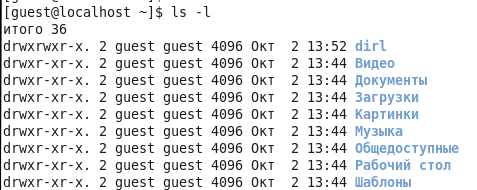 [guest@localhost ~]$ ls -l
итого 36
drwxrwxr-x. 2 guest guest 4096 Окт  2 13:52 dirl
drwxr-xr-x. 2 guest guest 4096 Окт  2 13:44 Видео
drwxr-xr-x. 2 guest guest 4096 Окт  2 13:44 Документы
drwxr-xr-x. 2 guest guest 4096 Окт  2 13:44 Загрузки
drwxr-xr-x. 2 guest guest 4096 Окт  2 13:44 Картинки
drwxr-xr-x. 2 guest guest 4096 Окт  2 13:44 Музыка
drwxr-xr-x. 2 guest guest 4096 Окт  2 13:44 Общедоступные
drwxr-xr-x. 2 guest guest 4096 Окт  2 13:44 Рабочий стол
drwxr-xr-x. 2 guest guest 4096 Окт  2 13:44 Шаблоны